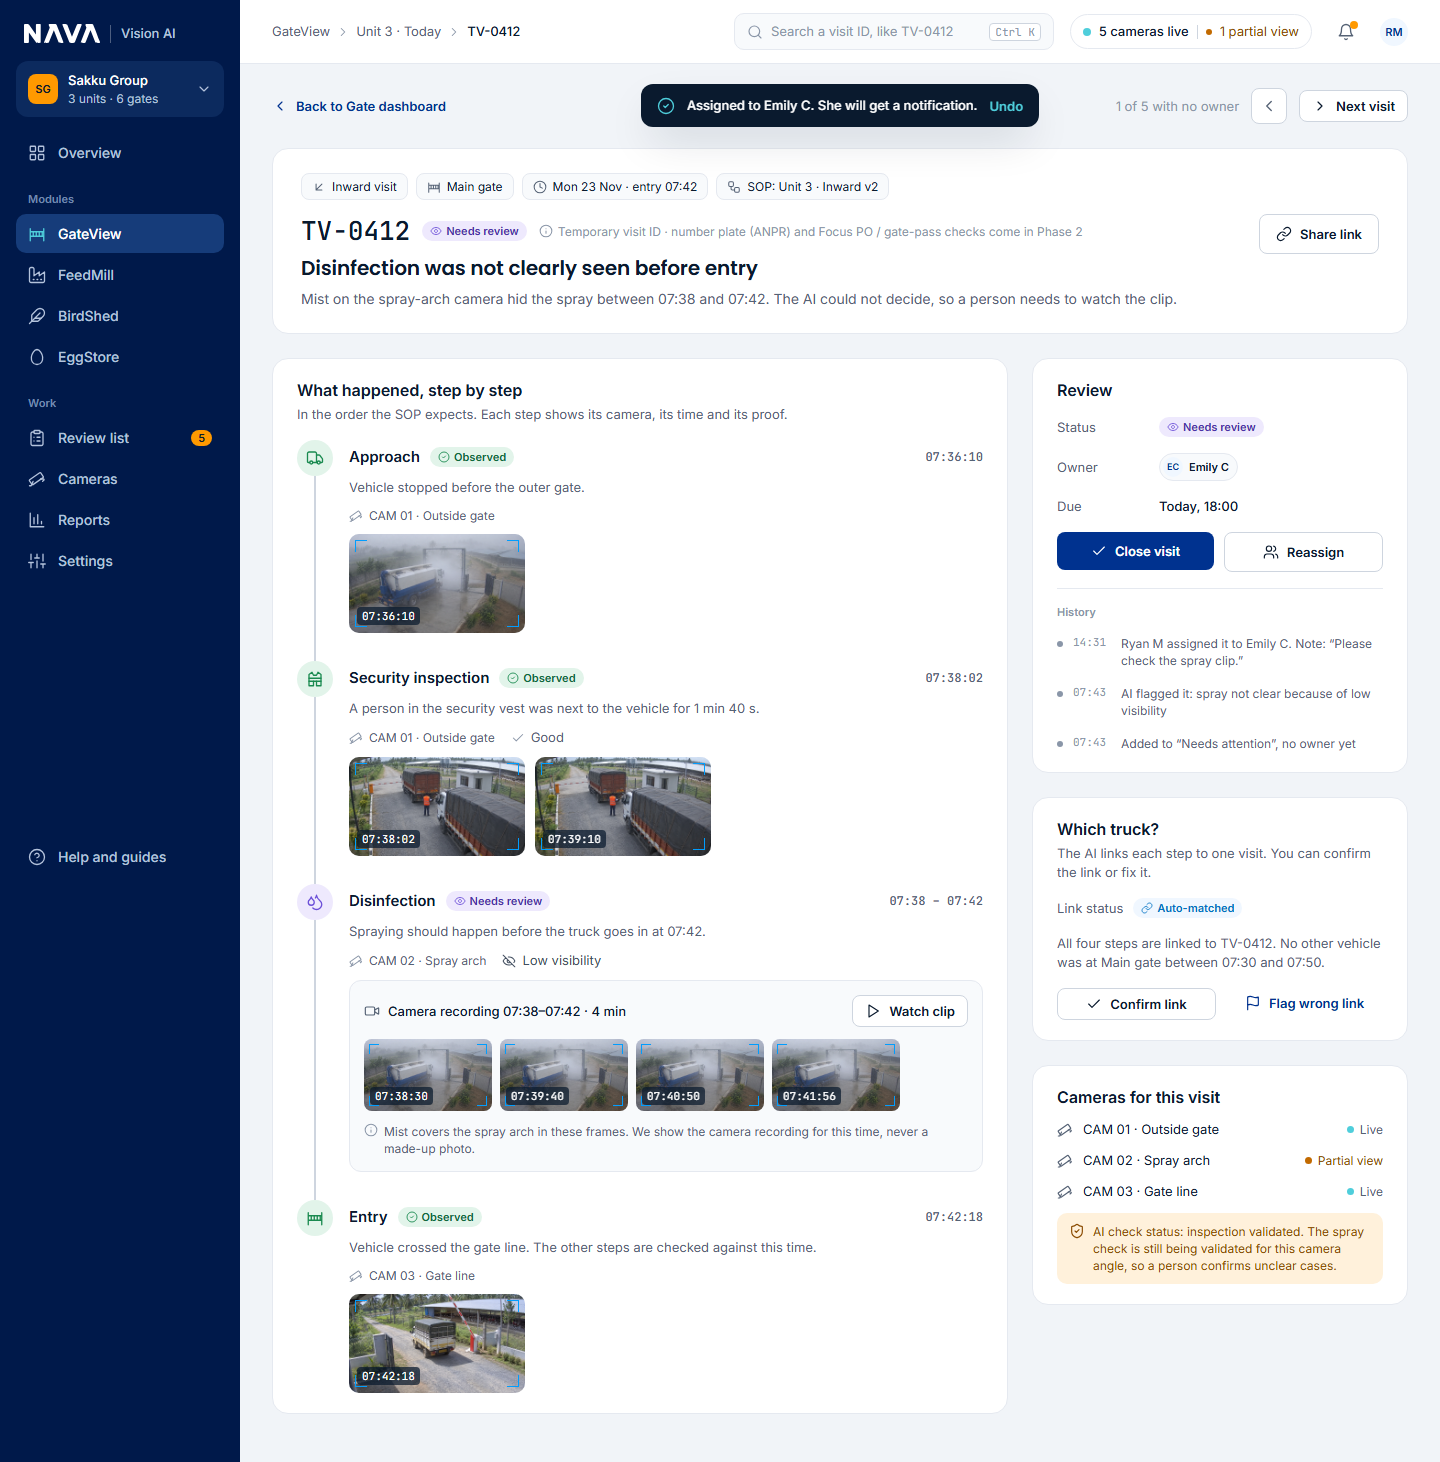 NAVA Vision AI
SG
Sakku Group
3 units · 6 gates
Overview
Modules
GateView
FeedMill
BirdShed
EggStore
Work
Review list 5
Cameras
Reports
Settings
Help and guides
GateView Unit 3 · Today TV-0412
Search a visit ID, like TV-0412 Ctrl K
5 cameras live 1 partial view
RM
Back to Gate dashboard
Assigned to Emily C. She will get a notification. Undo
1 of 5 with no owner
Next visit
Inward visit Main gate Mon 23 Nov · entry 07:42 SOP: Unit 3 · Inward v2
TV-0412 Needs review Temporary visit ID · number plate (ANPR) and Focus PO / gate-pass checks come in Phase 2
Share link
Disinfection was not clearly seen before entry
Mist on the spray-arch camera hid the spray between 07:38 and 07:42. The AI could not decide, so a person needs to watch the clip.
What happened, step by step
In the order the SOP expects. Each step shows its camera, its time and its proof.
Approach Observed 07:36:10
Vehicle stopped before the outer gate.
CAM 01 · Outside gate
07:36:10
Security inspection Observed 07:38:02
A person in the security vest was next to the vehicle for 1 min 40 s.
CAM 01 · Outside gate Good
07:38:02 07:39:10
Disinfection Needs review 07:38 – 07:42
Spraying should happen before the truck goes in at 07:42.
CAM 02 · Spray arch Low visibility
Camera recording 07:38–07:42 · 4 min Watch clip
07:38:30 07:39:40 07:40:50 07:41:56
Mist covers the spray arch in these frames. We show the camera recording for this time, never a
made-up photo.
Entry Observed 07:42:18
Vehicle crossed the gate line. The other steps are checked against this time.
CAM 03 · Gate line
07:42:18
Review
Status Needs review
Owner EC Emily C
Due Today, 18:00
Close visit Reassign
History
14:31 Ryan M assigned it to Emily C. Note: “Please
check the spray clip.”
07:43 AI flagged it: spray not clear because of low
visibility
07:43 Added to “Needs attention”, no owner yet
Which truck?
The AI links each step to one visit. You can confirm
the link or fix it.
Link status Auto-matched
All four steps are linked to TV-0412. No other vehicle
was at Main gate between 07:30 and 07:50.
Confirm link Flag wrong link
Cameras for this visit
CAM 01 · Outside gate Live
CAM 02 · Spray arch Partial view
CAM 03 · Gate line Live
AI check status: inspection validated. The spray
check is still being validated for this camera
angle, so a person confirms unclear cases.